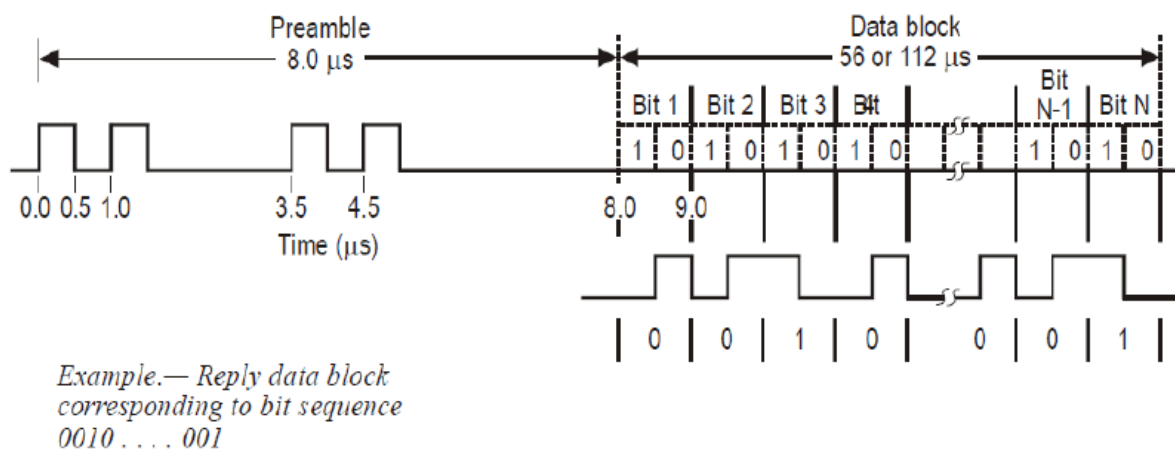 Preamble
8.0 μs
Data block
56 or 112 μs
Bit 1 Bit 2 Bit 3 Bit 4 Bit N-1 Bit N
1 0 1 0 1 0 1 0 1 0 1 0
0.0 0.5 1.0 3.5 4.5 8.0 9.0
Time (μs)
0 0 1 0 0 0 1
Example.— Reply data block
corresponding to bit sequence
0010 . . . . 001